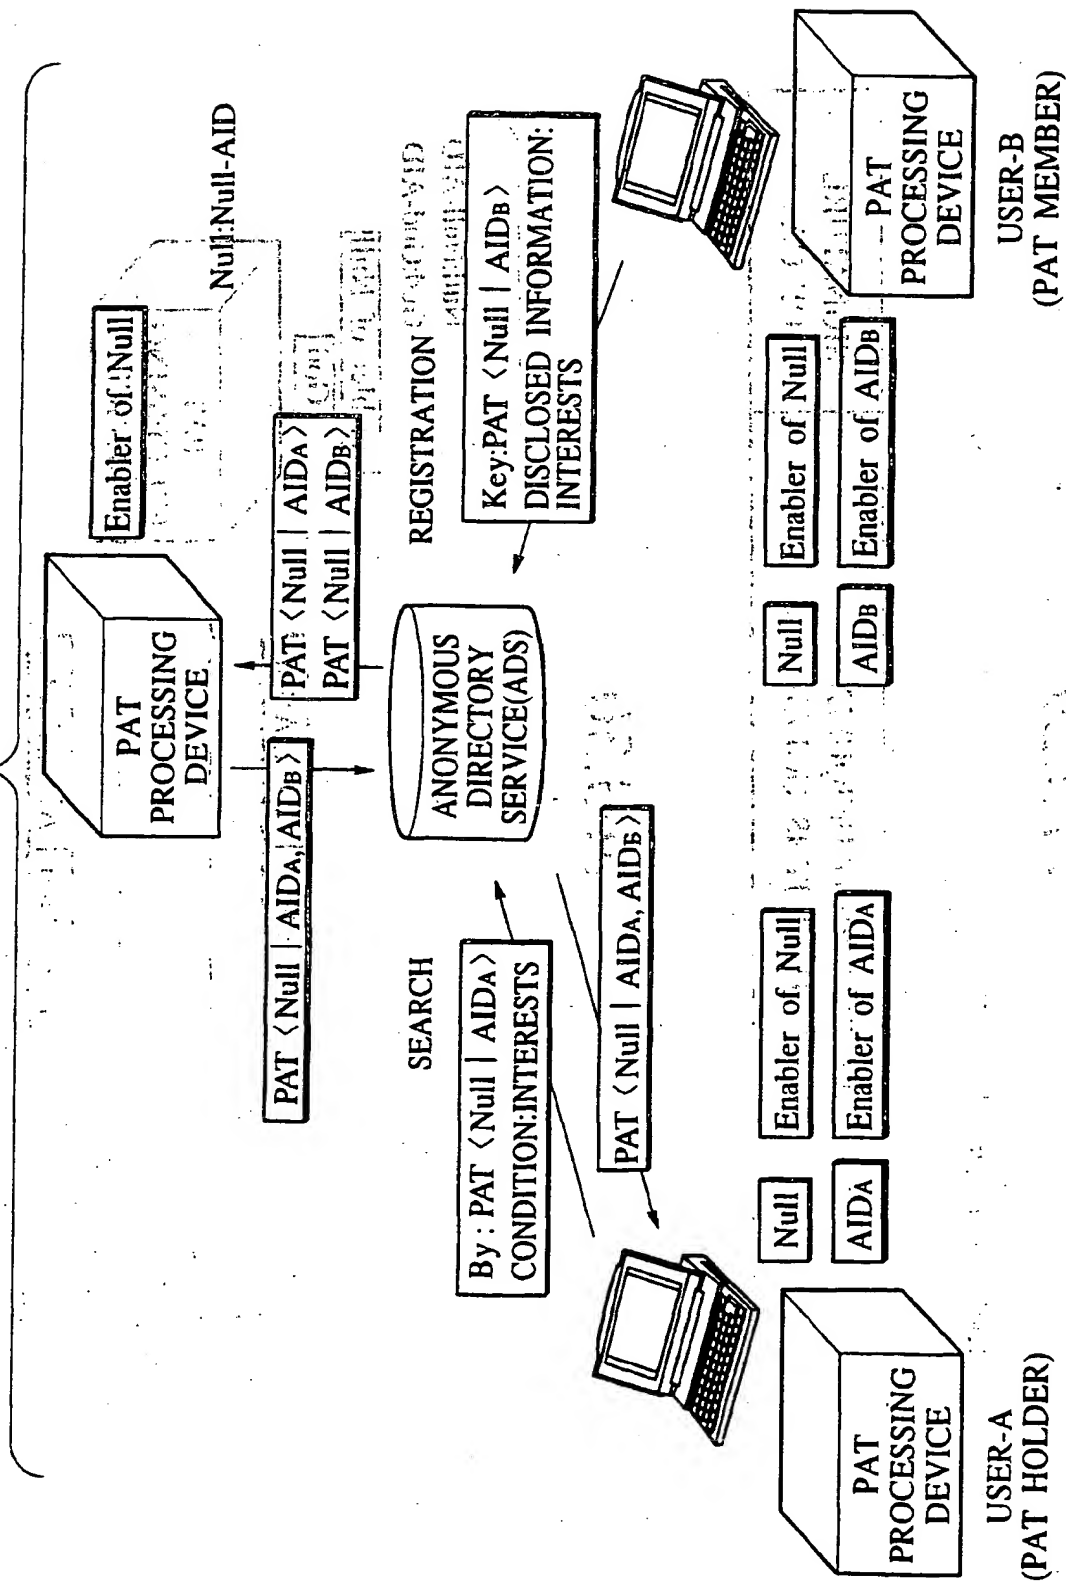 PAT
PROCESSING
DEVICE
Enabler of Null
Null:Null-AID
PAT <Null | AIDA, AIDB>
PAT <Null | AIDA>
PAT <Null | AIDB>
ANONYMOUS
DIRECTORY
SERVICE(ADS)
SEARCH
REGISTRATION
By : PAT <Null | AIDA>
CONDITION:INTERESTS
Key:PAT <Null | AIDB>
DISCLOSED INFORMATION:
INTERESTS
PAT <Null | AIDA, AIDB>
Null
Enabler of Null
AIDA
Enabler of AIDA
Null
Enabler of Null
AIDB
Enabler of AIDB
PAT
PROCESSING
DEVICE
USER-A
(PAT HOLDER)
PAT
PROCESSING
DEVICE
USER-B
(PAT MEMBER)